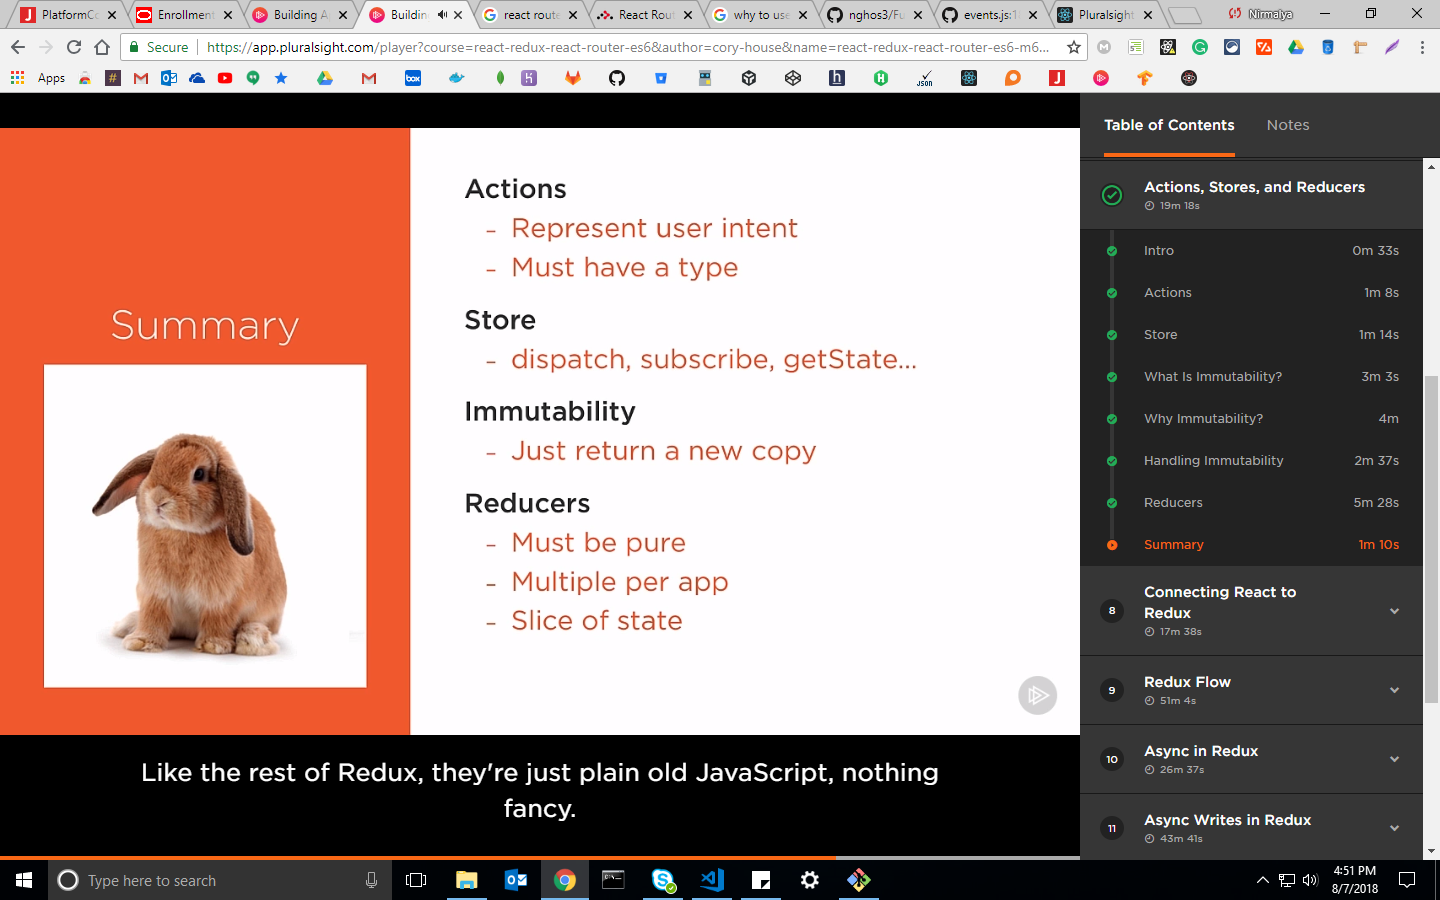 PlatformCo
Enrollment
Building A
Buildin
react route
React Rout
why to use
nghos3/Fu
events.js:1
Pluralsight
Nirmalya
Secure
https://app.pluralsight.com/player?course=react-redux-react-router-es6&author=cory-house&name=react-redux-react-router-es6-m6...
Apps
box
Json
Summary
Actions
- Represent user intent
- Must have a type
Store
- dispatch, subscribe, getState...
Immutability
- Just return a new copy
Reducers
- Must be pure
- Multiple per app
- Slice of state
Like the rest of Redux, they're just plain old JavaScript, nothing
fancy.
Table of Contents
Notes
Actions, Stores, and Reducers
19m 18s
Intro 0m 33s
Actions 1m 8s
Store 1m 14s
What Is Immutability? 3m 3s
Why Immutability? 4m
Handling Immutability 2m 37s
Reducers 5m 28s
Summary 1m 10s
8 Connecting React to
Redux
17m 38s
9 Redux Flow
51m 4s
10 Async in Redux
26m 37s
11 Async Writes in Redux
43m 41s
Type here to search
4:51 PM
8/7/2018